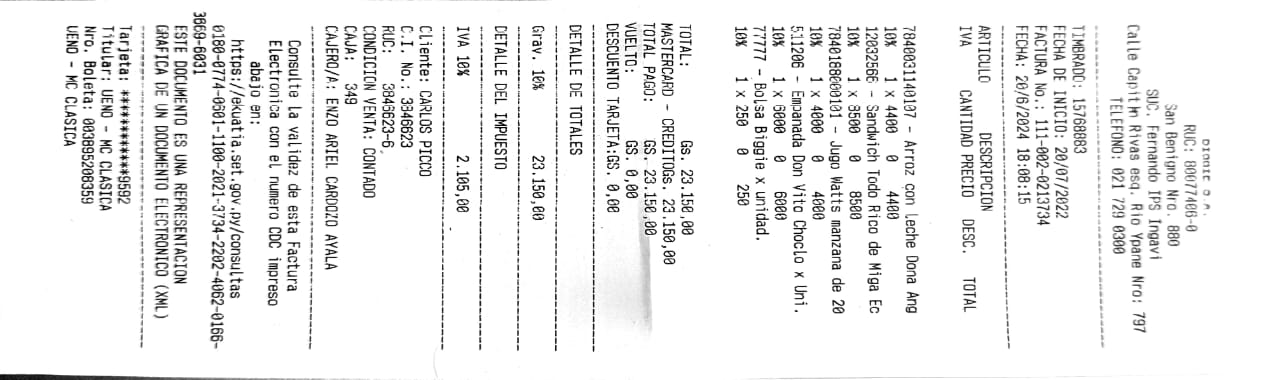 RUC: 80077406-0
San Benigno Nro. 880
SUC. Fernando IPS Ingavi
Calle Capitán Rivas esq. Rio Ypane Nro: 797
TELEFONO: 021 729 0300
TIMBRADO: 15768883
FECHA DE INICIO: 20/07/2022
FACTURA No.: 111-002-0213734
FECHA: 20/6/2024 18:08:15
ARTICULO DESCRIPCION
IVA CANTIDAD PRECIO DESC. TOTAL
7840031140107 - Arroz con leche Dona Ang
10% 1 x 4400 0 4400
12032566 - Sandwich Todo Rico de Miga Ec
10% 1 x 8500 0 8500
7840188000101 - Jugo Watts manzana de 20
10% 1 x 4000 0 4000
511206 - Empanada Don Vito Choclo x Uni.
10% 1 x 6000 0 6000
77777 - Bolsa Biggie x unidad.
10% 1 x 250 0 250
TOTAL: Gs. 23.150,00
MASTERCARD - CREDITOGs. 23.150,00
TOTAL PAGO: GS. 23.150,00
VUELTO: GS. 0,00
DESCUENTO TARJETA:GS. 0,00
DETALLE DE TOTALES
Grav. 10% 23.150,00
DETALLE DEL IMPUESTO
IVA 10% 2.105,00
Cliente: CARLOS PICCO
C.I. No.: 3846623
RUC: 3846623-6
CONDICION VENTA: CONTADO
CAJA: 349
CAJERO/A: ENZO ARIEL CARDOZO AYALA
Consulte la validez de esta Factura
Electronica con el numero CDC impreso
abajo en:
https://ekuatia.set.gov.py/consultas
0180-0774-0601-1100-2021-3734-2202-4062-0166-
3669-6031
ESTE DOCUMENTO ES UNA REPRESENTACION
GRAFICA DE UN DOCUMENTO ELECTRONICO (XML)
Tarjeta: ************9592
Titular: UENO - MC CLASICA
Nro. Boleta: 003895208359
UENO - MC CLASICA